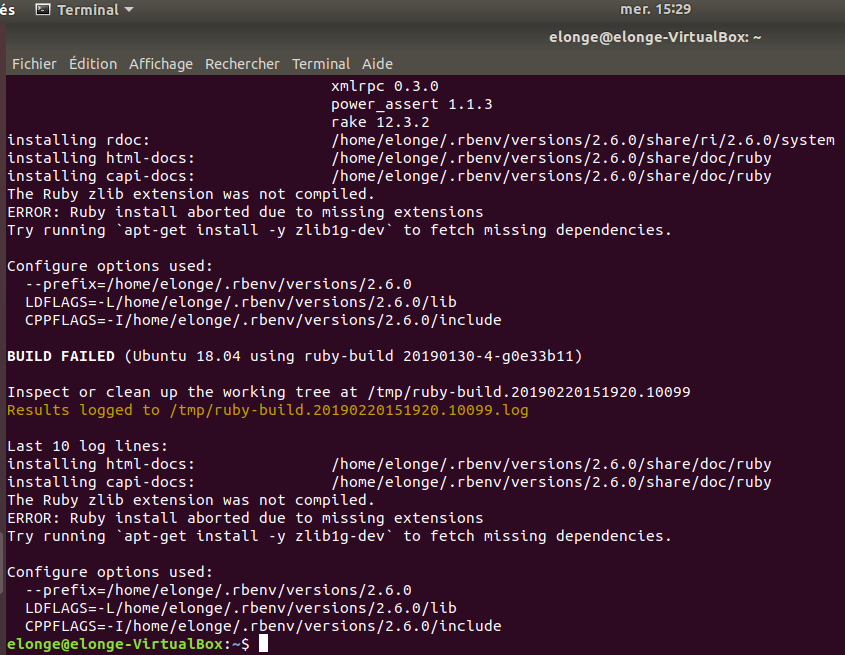 és Terminal mer. 15:29
elonge@elonge-VirtualBox: ~
Fichier Édition Affichage Rechercher Terminal Aide
xmlrpc 0.3.0
power_assert 1.1.3
rake 12.3.2
installing rdoc: /home/elonge/.rbenv/versions/2.6.0/share/ri/2.6.0/system
installing html-docs: /home/elonge/.rbenv/versions/2.6.0/share/doc/ruby
installing capi-docs: /home/elonge/.rbenv/versions/2.6.0/share/doc/ruby
The Ruby zlib extension was not compiled.
ERROR: Ruby install aborted due to missing extensions
Try running `apt-get install -y zlib1g-dev` to fetch missing dependencies.
Configure options used:
--prefix=/home/elonge/.rbenv/versions/2.6.0
LDFLAGS=-L/home/elonge/.rbenv/versions/2.6.0/lib
CPPFLAGS=-I/home/elonge/.rbenv/versions/2.6.0/include
BUILD FAILED (Ubuntu 18.04 using ruby-build 20190130-4-g0e33b11)
Inspect or clean up the working tree at /tmp/ruby-build.20190220151920.10099
Results logged to /tmp/ruby-build.20190220151920.10099.log
Last 10 log lines:
installing html-docs: /home/elonge/.rbenv/versions/2.6.0/share/doc/ruby
installing capi-docs: /home/elonge/.rbenv/versions/2.6.0/share/doc/ruby
The Ruby zlib extension was not compiled.
ERROR: Ruby install aborted due to missing extensions
Try running `apt-get install -y zlib1g-dev` to fetch missing dependencies.
Configure options used:
--prefix=/home/elonge/.rbenv/versions/2.6.0
LDFLAGS=-L/home/elonge/.rbenv/versions/2.6.0/lib
CPPFLAGS=-I/home/elonge/.rbenv/versions/2.6.0/include
elonge@elonge-VirtualBox:~$